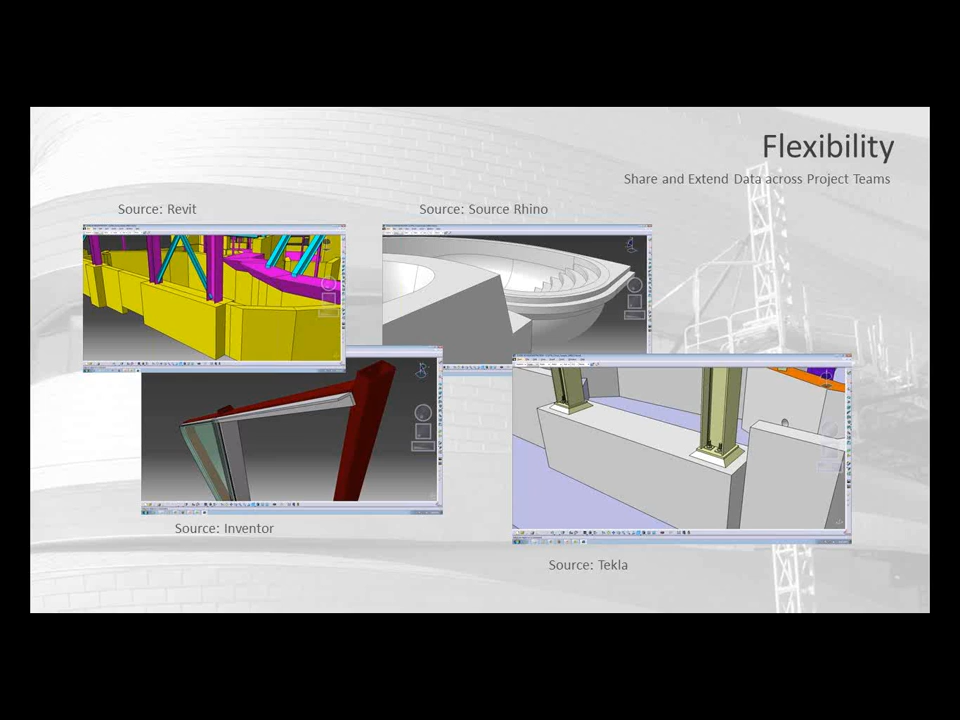 Flexibility
Share and Extend Data across Project Teams
Source: Revit
Source: Source Rhino
Source: Inventor
Source: Tekla